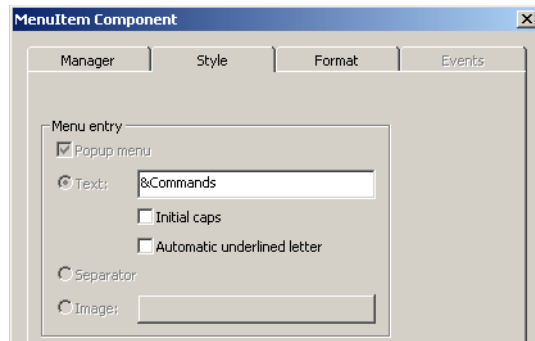 MenuItem Component
Manager Style Format Events
Menu entry
Popup menu
Text: &Commands
Initial caps
Automatic underlined letter
Separator
Image: